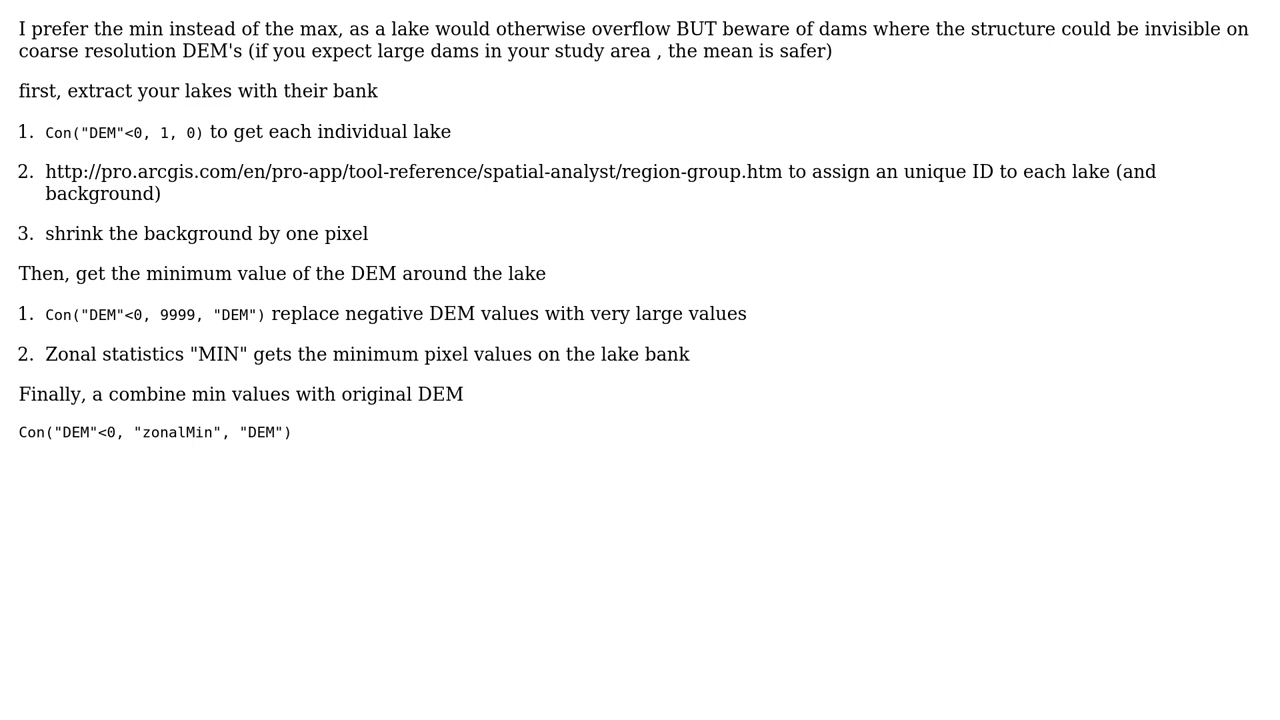 I prefer the min instead of the max, as a lake would otherwise overflow BUT beware of dams where the structure could be invisible on
coarse resolution DEM's (if you expect large dams in your study area , the mean is safer)
first, extract your lakes with their bank
1. Con("DEM"<0, 1, 0) to get each individual lake
2. http://pro.arcgis.com/en/pro-app/tool-reference/spatial-analyst/region-group.htm to assign an unique ID to each lake (and
background)
3. shrink the background by one pixel
Then, get the minimum value of the DEM around the lake
1. Con("DEM"<0, 9999, "DEM") replace negative DEM values with very large values
2. Zonal statistics "MIN" gets the minimum pixel values on the lake bank
Finally, a combine min values with original DEM
Con("DEM"<0, "zonalMin", "DEM")